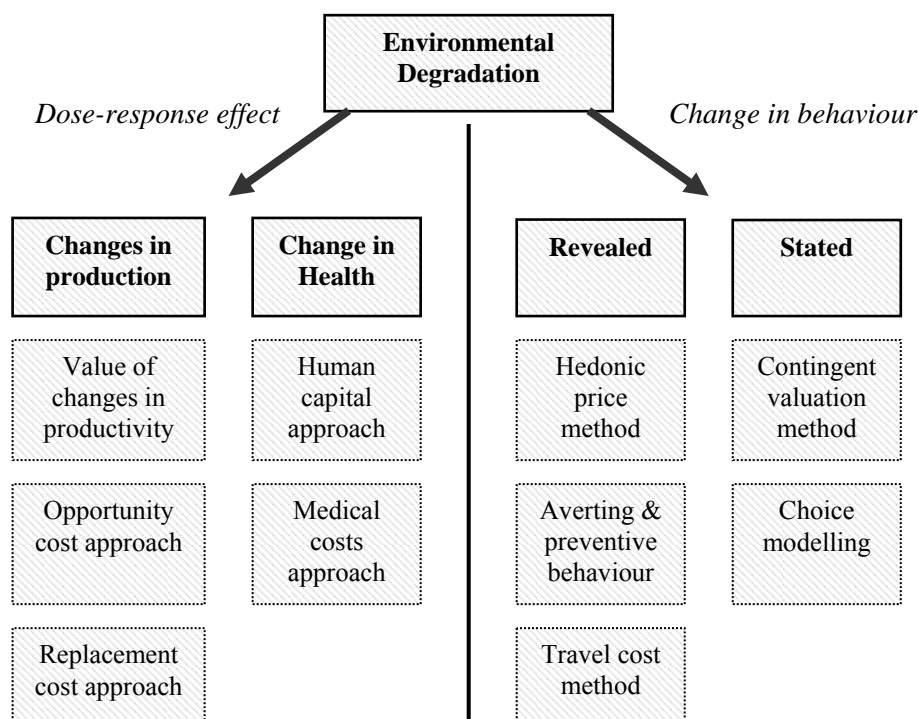 Environmental
Degradation
Dose-response effect
Change in behaviour
Changes in
production
Change in
Health
Revealed
Stated
Value of
changes in
productivity
Human
capital
approach
Hedonic
price
method
Contingent
valuation
method
Opportunity
cost approach
Medical
costs
approach
Averting &
preventive
behaviour
Choice
modelling
Replacement
cost approach
Travel cost
method